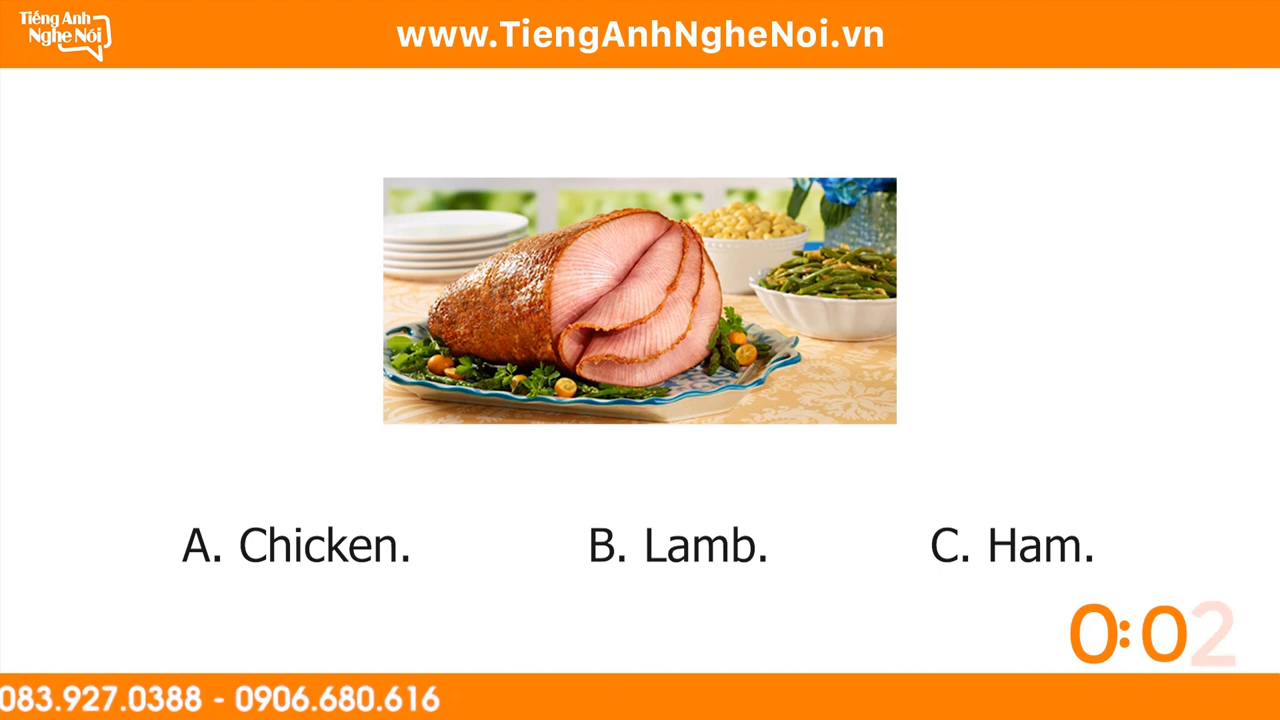 Tiếng Anh
Nghe Nói
www.TiengAnhNgheNoi.vn
A. Chicken.
B. Lamb.
C. Ham.
0:02
083.927.0388 - 0906.680.616